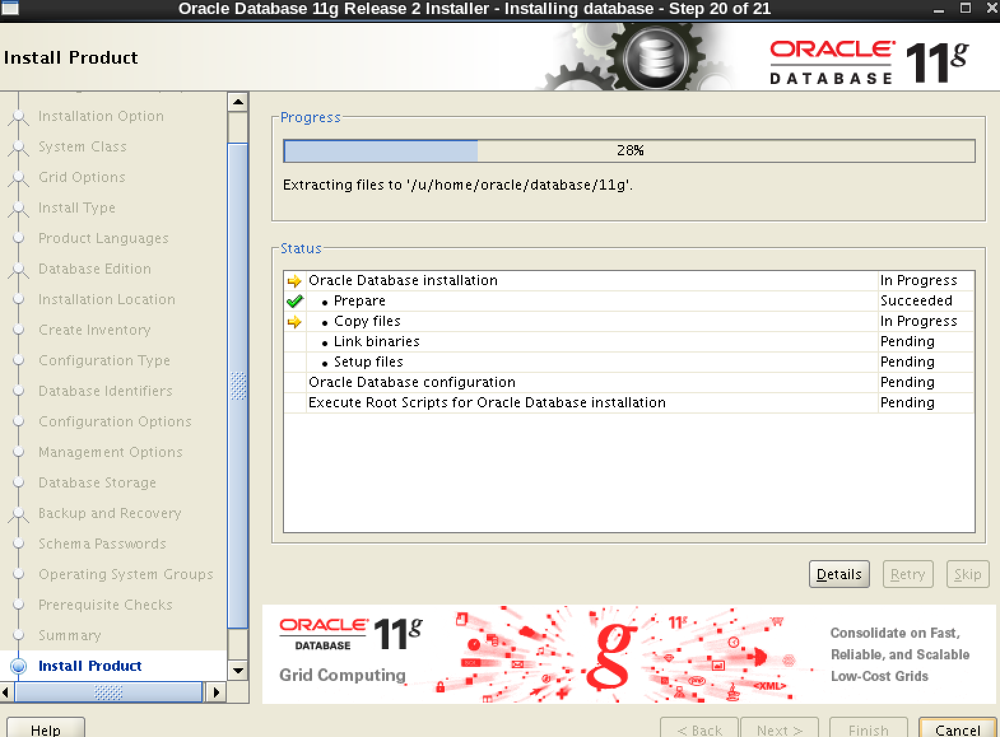 Oracle Database 11g Release 2 Installer - Installing database - Step 20 of 21
Install Product
ORACLE
DATABASE
11g
Installation Option
System Class
Grid Options
Install Type
Product Languages
Database Edition
Installation Location
Create Inventory
Configuration Type
Database Identifiers
Configuration Options
Management Options
Database Storage
Backup and Recovery
Schema Passwords
Operating System Groups
Prerequisite Checks
Summary
Install Product
Progress
28%
Extracting files to '/u/home/oracle/database/11g'.
Status
Oracle Database installation In Progress
• Prepare Succeeded
• Copy files In Progress
• Link binaries Pending
• Setup files Pending
Oracle Database configuration Pending
Execute Root Scripts for Oracle Database installation Pending
Details Retry Skip
ORACLE
DATABASE
11g
Grid Computing
g
11g
<XML>
Consolidate on Fast,
Reliable, and Scalable
Low-Cost Grids
Help < Back Next > Finish Cancel